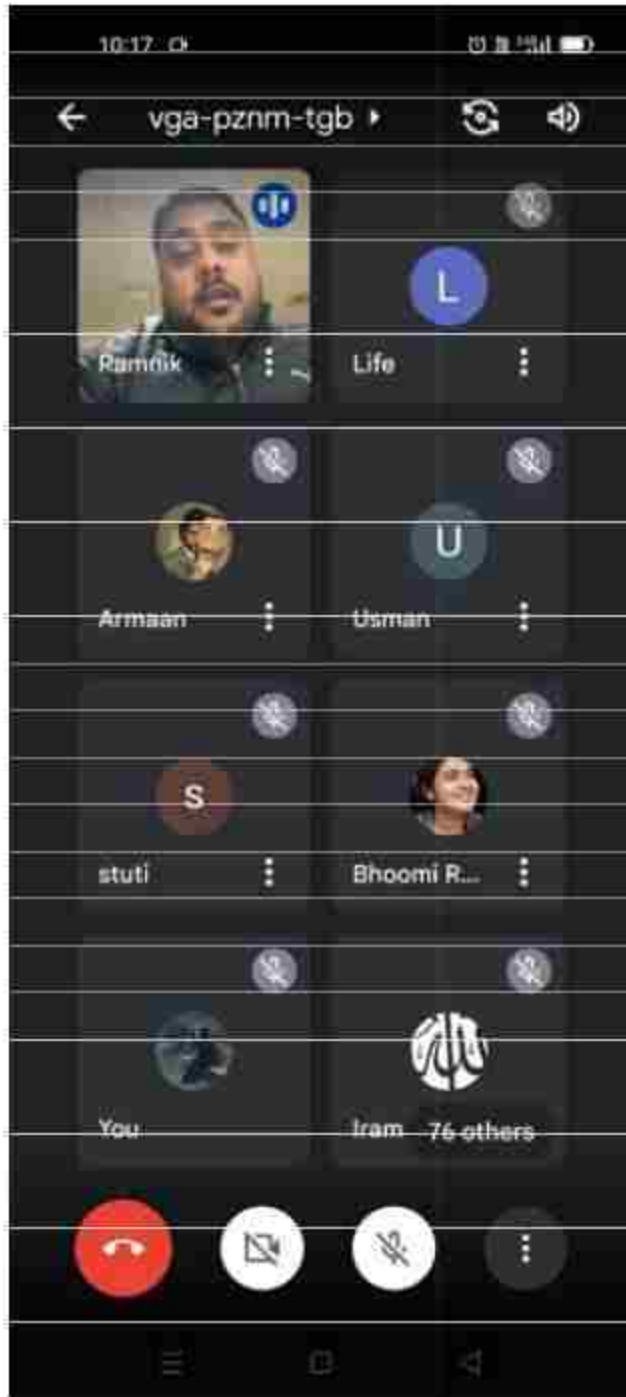 10:17
vga-pznm-tgb
Ramnik
L
Life
Armaan
U
Usman
S
stuti
Bhoomi R...
You
Iram
76 others